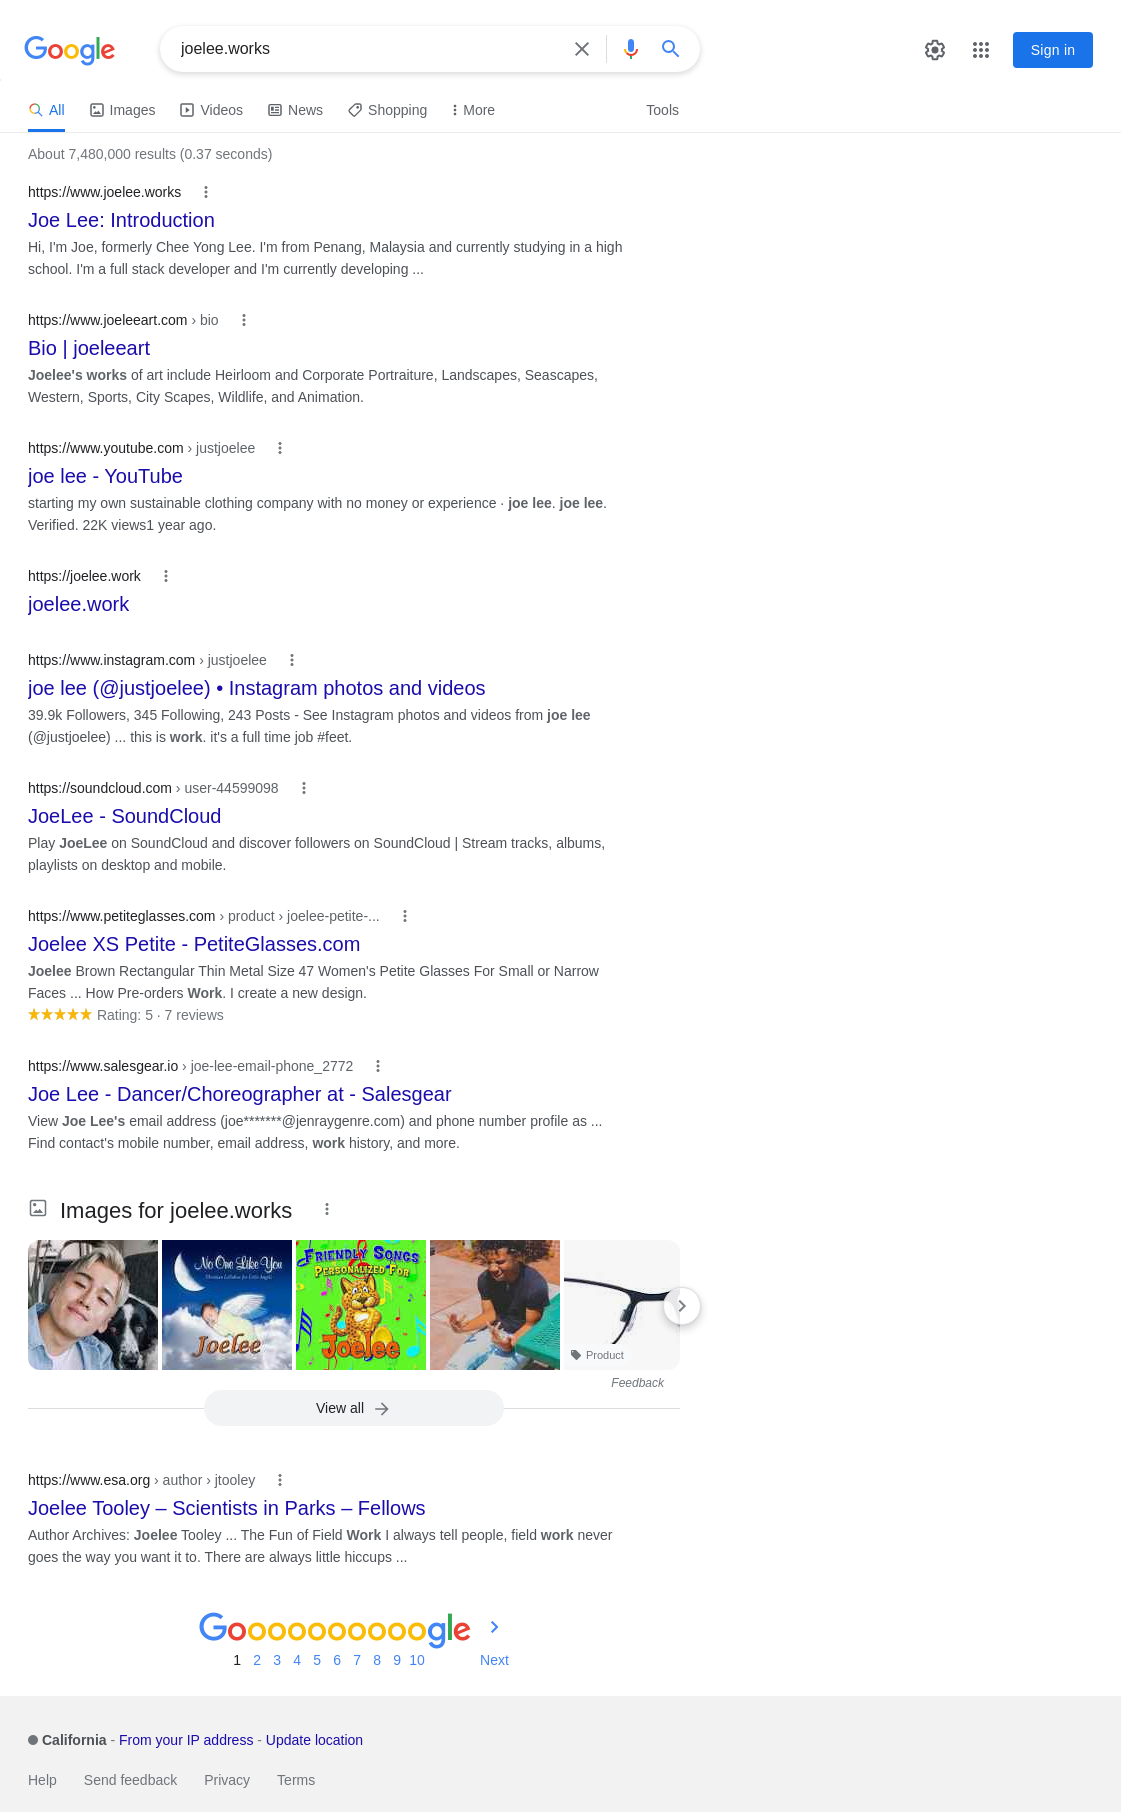 Google
joelee.works
Sign in
All Images Videos News Shopping More Tools
About 7,480,000 results (0.37 seconds)
https://www.joelee.works
Joe Lee: Introduction
Hi, I'm Joe, formerly Chee Yong Lee. I'm from Penang, Malaysia and currently studying in a high
school. I'm a full stack developer and I'm currently developing ...
https://www.joeleeart.com › bio
Bio | joeleeart
Joelee's works of art include Heirloom and Corporate Portraiture, Landscapes, Seascapes,
Western, Sports, City Scapes, Wildlife, and Animation.
https://www.youtube.com › justjoelee
joe lee - YouTube
starting my own sustainable clothing company with no money or experience · joe lee. joe lee.
Verified. 22K views1 year ago.
https://joelee.work
joelee.work
https://www.instagram.com › justjoelee
joe lee (@justjoelee) • Instagram photos and videos
39.9k Followers, 345 Following, 243 Posts - See Instagram photos and videos from joe lee
(@justjoelee) ... this is work. it's a full time job #feet.
https://soundcloud.com › user-44599098
JoeLee - SoundCloud
Play JoeLee on SoundCloud and discover followers on SoundCloud | Stream tracks, albums,
playlists on desktop and mobile.
https://www.petiteglasses.com › product › joelee-petite-...
Joelee XS Petite - PetiteGlasses.com
Joelee Brown Rectangular Thin Metal Size 47 Women's Petite Glasses For Small or Narrow
Faces ... How Pre-orders Work. I create a new design.
Rating: 5 · 7 reviews
https://www.salesgear.io › joe-lee-email-phone_2772
Joe Lee - Dancer/Choreographer at - Salesgear
View Joe Lee's email address (joe*******@jenraygenre.com) and phone number profile as ...
Find contact's mobile number, email address, work history, and more.
Images for joelee.works
No One Like You
Christian Lullabies for Little Angels
Joelee
FRIENDLY SONGS
PERSONALIZED FOR
Joelee
Product
Feedback
View all
https://www.esa.org › author › jtooley
Joelee Tooley – Scientists in Parks – Fellows
Author Archives: Joelee Tooley ... The Fun of Field Work I always tell people, field work never
goes the way you want it to. There are always little hiccups ...
Goooooooooogle
1 2 3 4 5 6 7 8 9 10 Next
California - From your IP address - Update location
Help Send feedback Privacy Terms